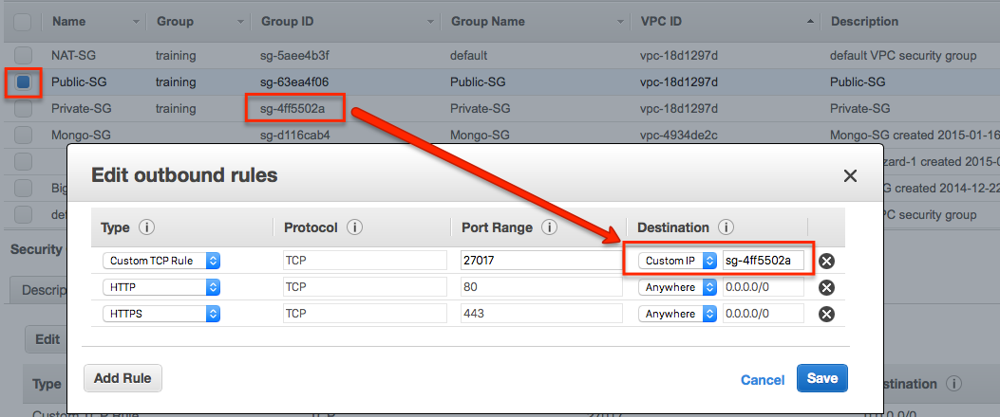 Name Group Group ID Group Name VPC ID Description
NAT-SG training sg-5aee4b3f default vpc-18d1297d default VPC security group
Public-SG training sg-63ea4f06 Public-SG vpc-18d1297d Public-SG
Private-SG training sg-4ff5502a Private-SG vpc-18d1297d Private-SG
Mongo-SG sg-d116cab4 Mongo-SG vpc-4934de2c Mongo-SG created 2015-01-16
zard-1 created 2015-0
Big G created 2014-12-22
def PC security group
Edit outbound rules
Type i Protocol i Port Range i Destination i
Custom TCP Rule TCP 27017 Custom IP sg-4ff5502a
HTTP TCP 80 Anywhere 0.0.0.0/0
HTTPS TCP 443 Anywhere 0.0.0.0/0
Add Rule Cancel Save
Security
Descrip
Edit
Type stination i